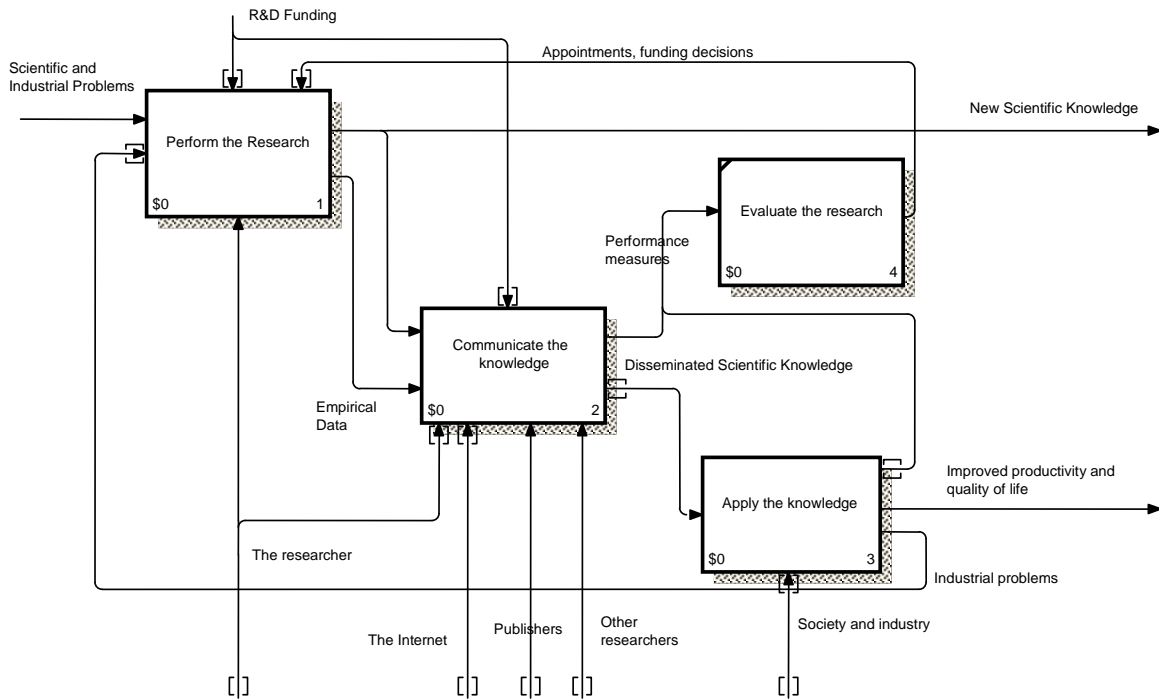 R&D Funding
Appointments, funding decisions
Scientific and
Industrial Problems
New Scientific Knowledge
Perform the Research
$0 1
Evaluate the research
$0 4
Performance
measures
Communicate the
knowledge
$0 2
Disseminated Scientific Knowledge
Empirical
Data
Improved productivity and
quality of life
Apply the knowledge
$0 3
The researcher
Industrial problems
The Internet
Publishers
Other
researchers
Society and industry